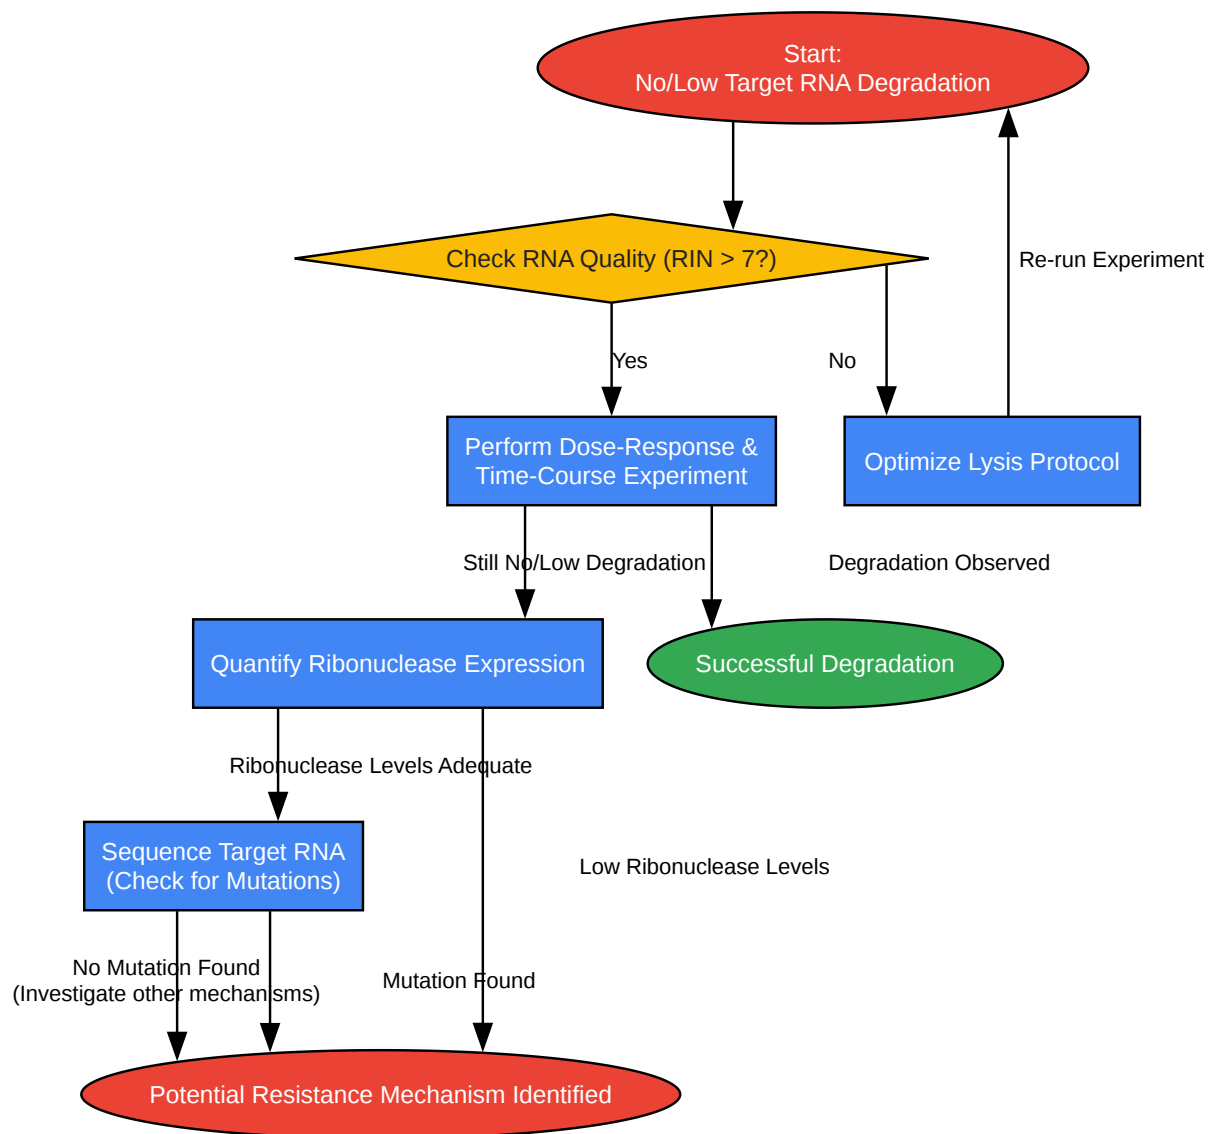 Start:
No/Low Target RNA Degradation
Check RNA Quality (RIN > 7?)
Re-run Experiment
Yes
No
Perform Dose-Response &
Time-Course Experiment
Optimize Lysis Protocol
Still No/Low Degradation
Degradation Observed
Quantify Ribonuclease Expression
Successful Degradation
Ribonuclease Levels Adequate
Sequence Target RNA
(Check for Mutations)
Low Ribonuclease Levels
No Mutation Found
(Investigate other mechanisms)
Mutation Found
Potential Resistance Mechanism Identified